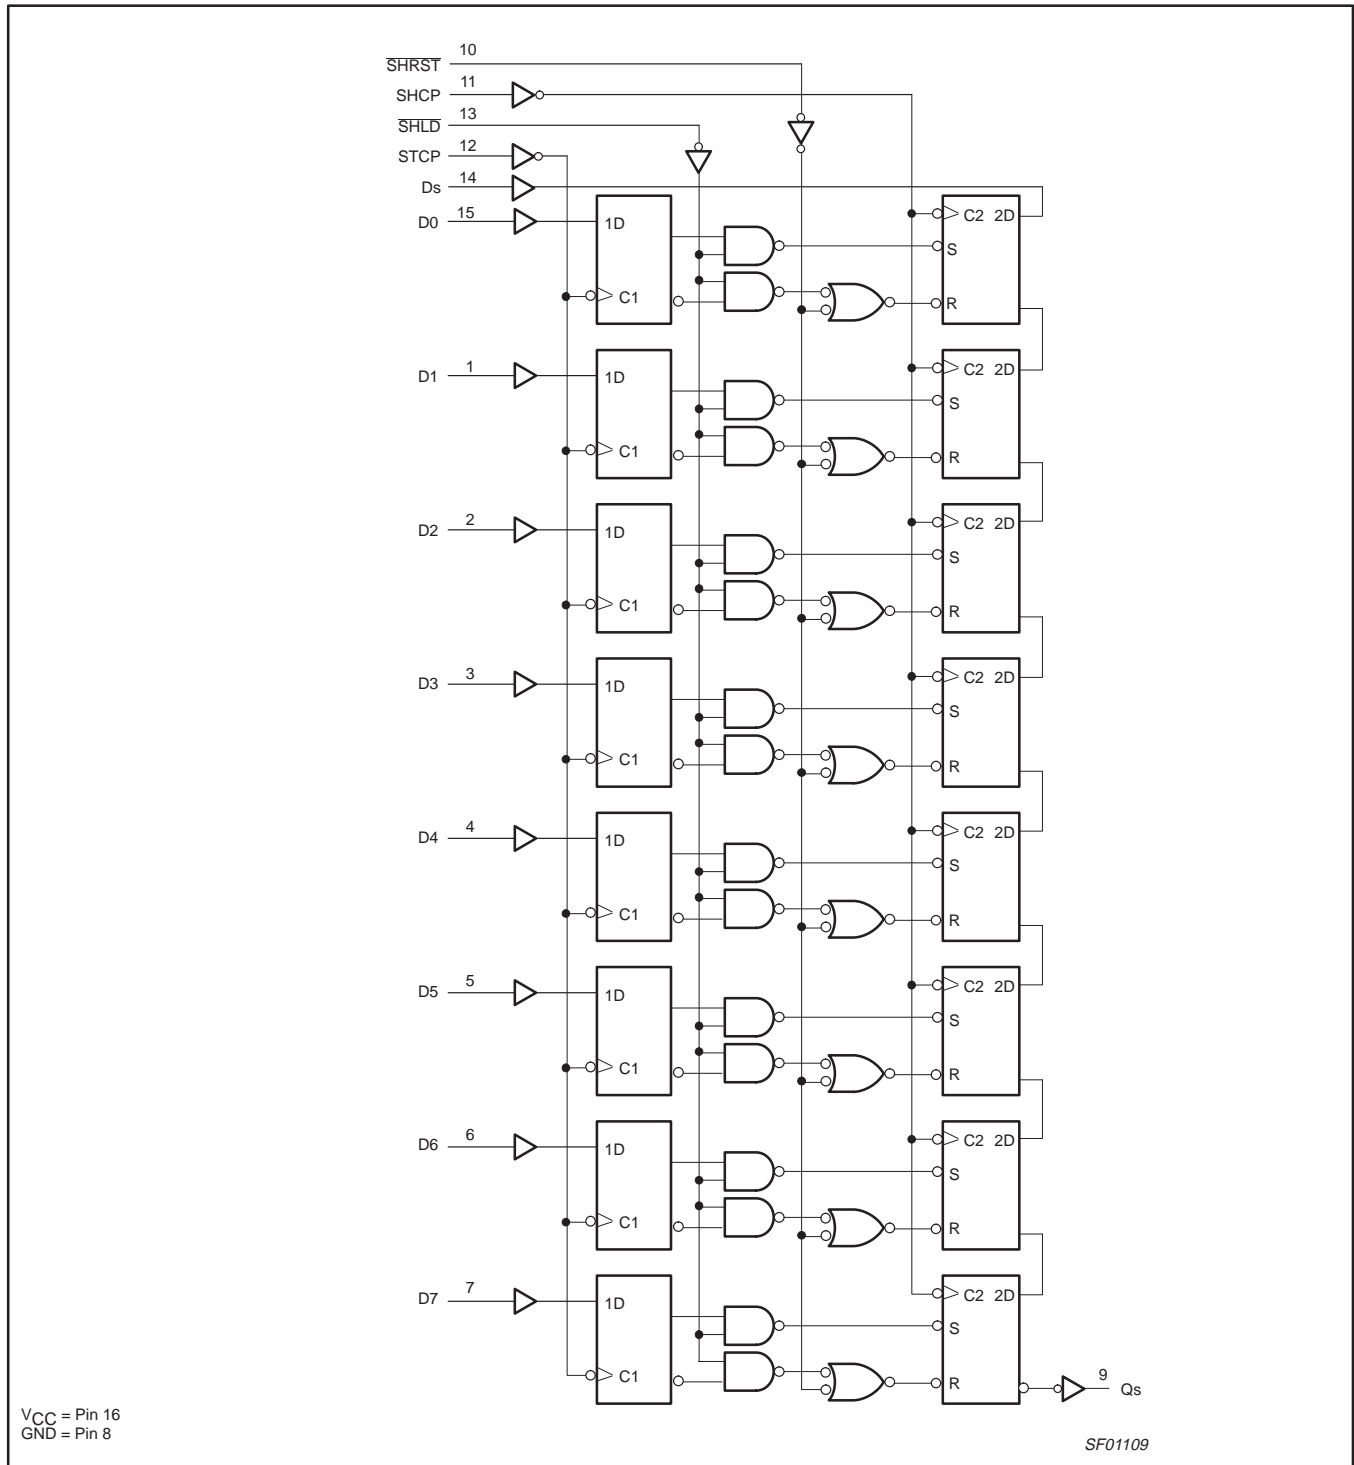 S̅H̅R̅S̅T̅ 10
SHCP 11
S̅H̅L̅D̅ 13
STCP 12
Ds 14
D0 15
1D
C2 2D
S
C1
R
D1 1
1D
C2 2D
S
C1
R
D2 2
1D
C2 2D
S
C1
R
D3 3
1D
C2 2D
S
C1
R
D4 4
1D
C2 2D
S
C1
R
D5 5
1D
C2 2D
S
C1
R
D6 6
1D
C2 2D
S
C1
R
D7 7
1D
C2 2D
S
C1
R
9
Qs
VCC = Pin 16
GND = Pin 8
SF01109